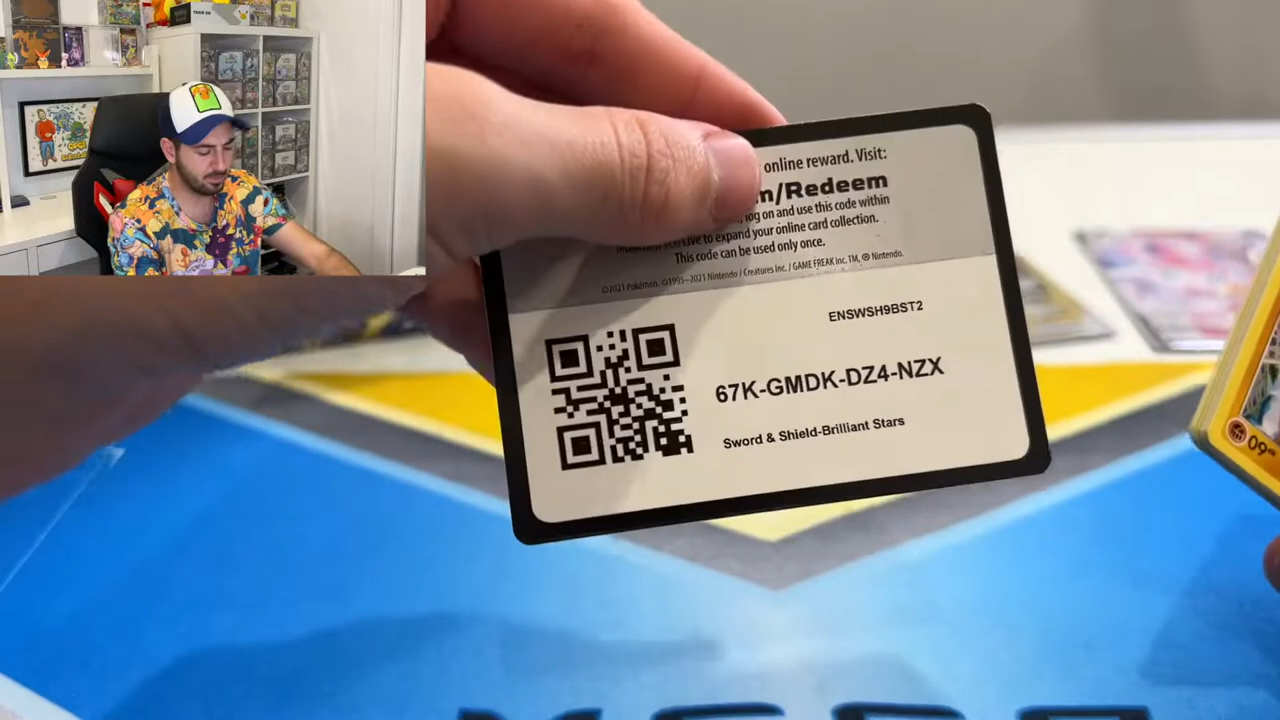 online reward. Visit:
m/Redeem
log on and use this code within
Live to expand your online card collection.
This code can be used only once.
©2021 Pokémon. ©1995–2021 Nintendo / Creatures Inc. / GAME FREAK inc. TM, ® Nintendo.
ENSWSH9BST2
67K-GMDK-DZ4-NZX
Sword & Shield-Brilliant Stars
09